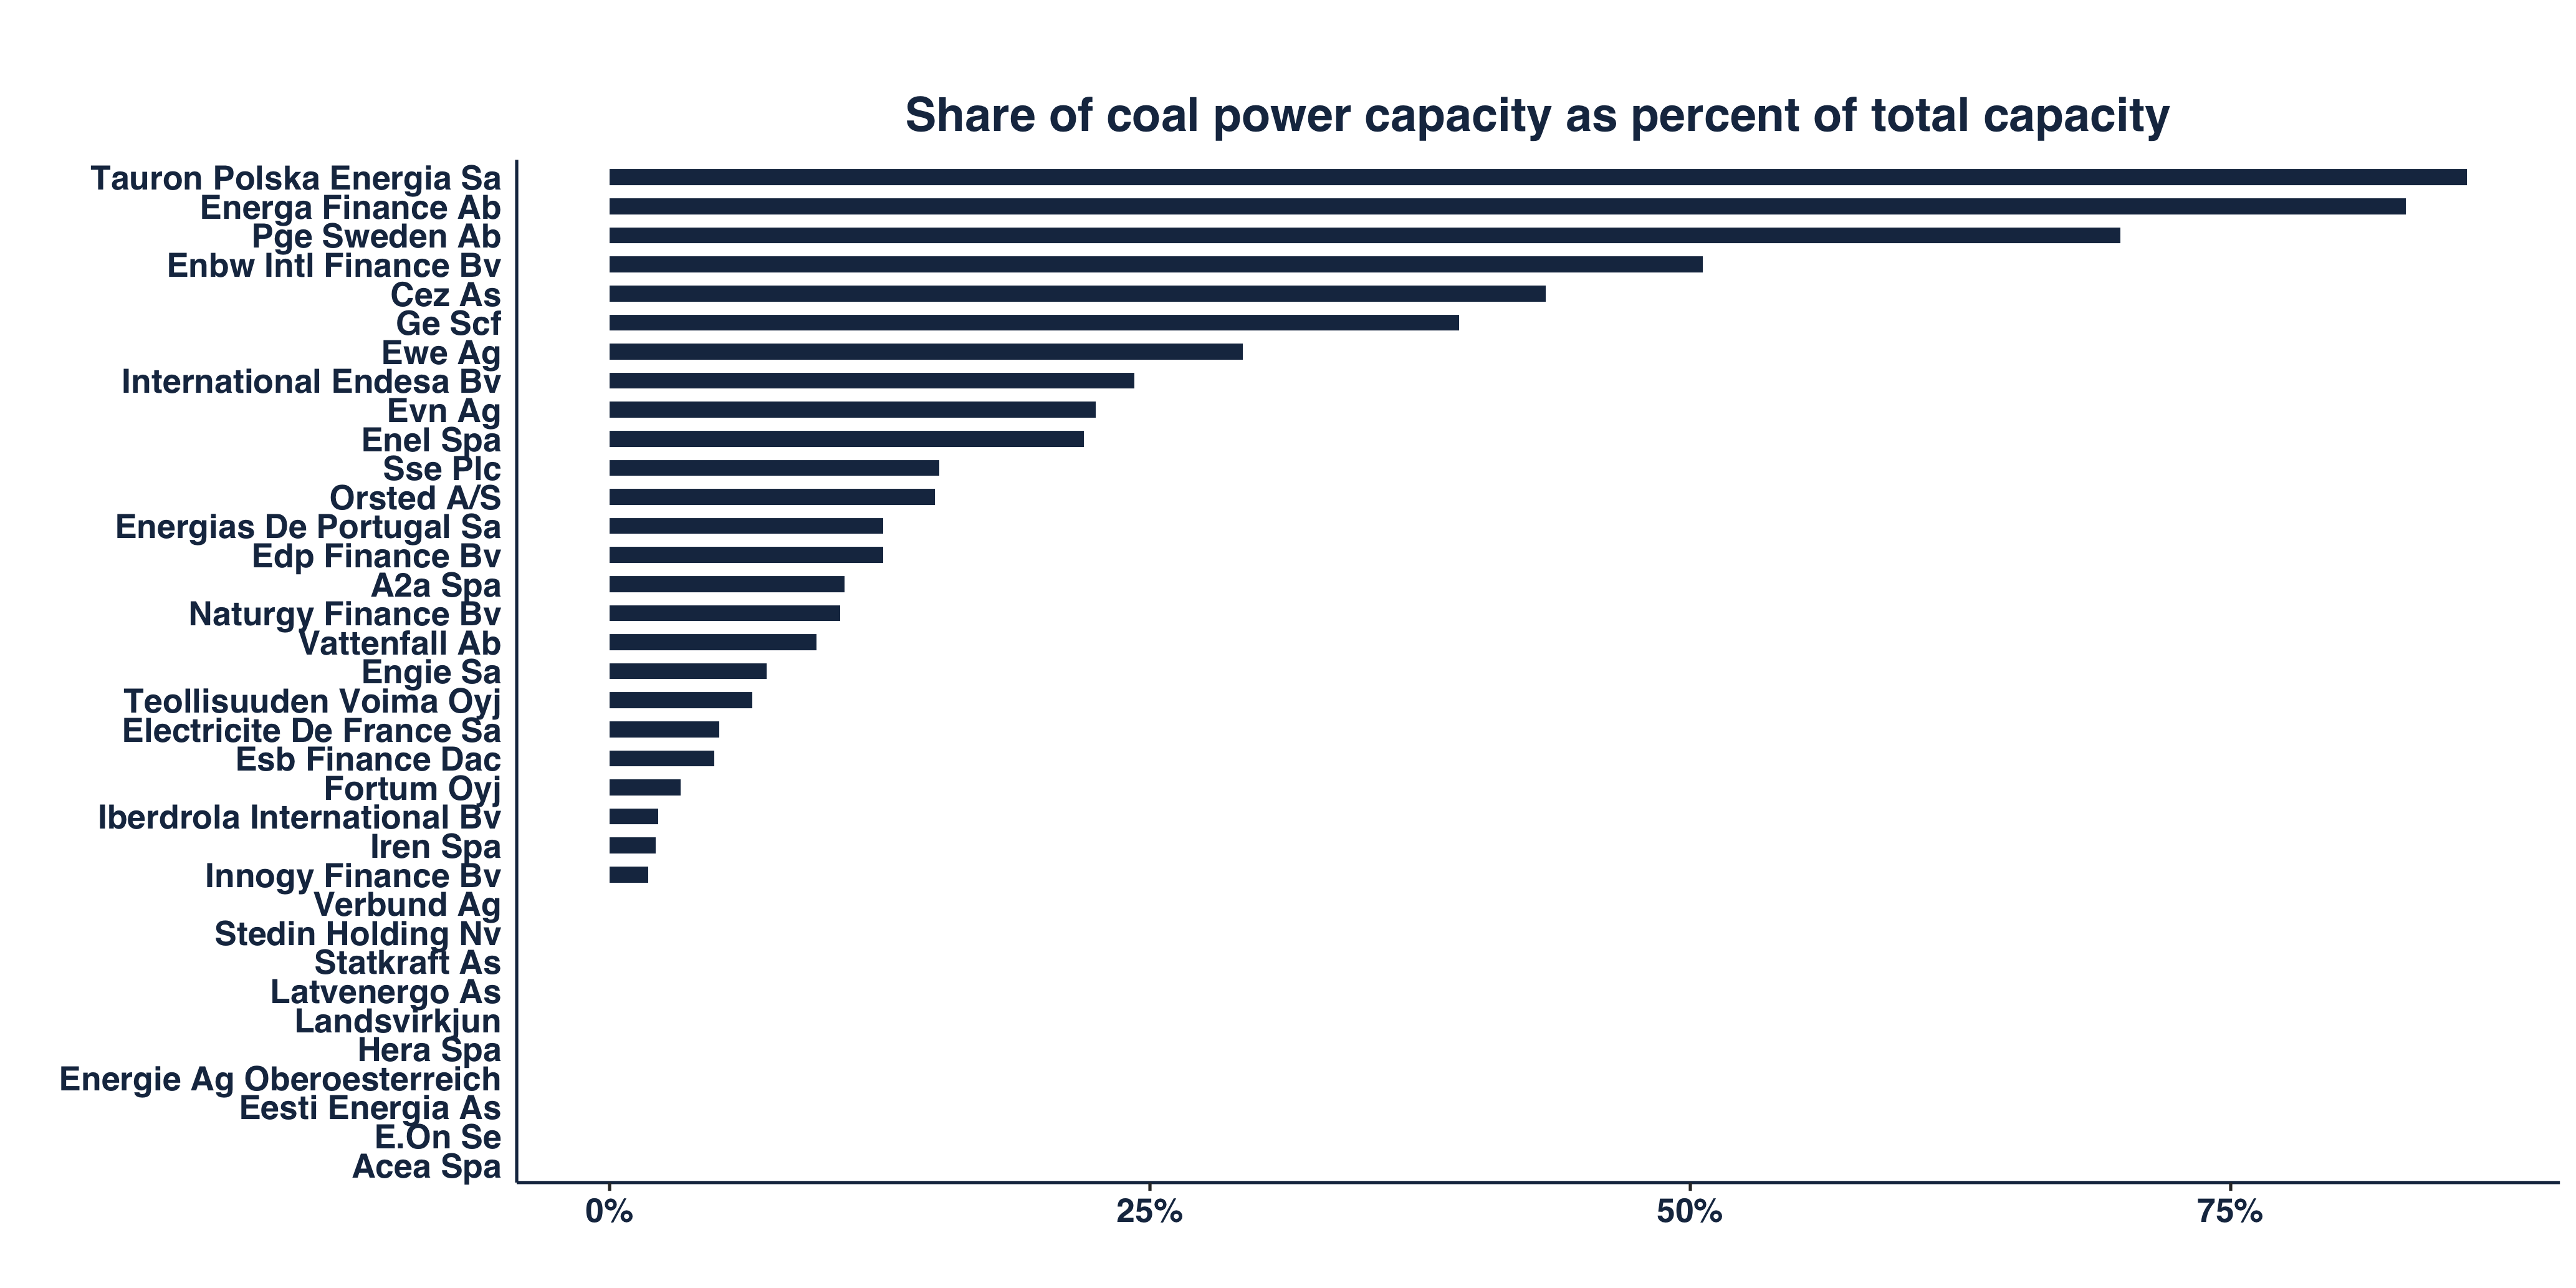 Share of coal power capacity as percent of total capacity
Tauron Polska Energia Sa
Energa Finance Ab
Pge Sweden Ab
Enbw Intl Finance Bv
Cez As
Ge Scf
Ewe Ag
International Endesa Bv
Evn Ag
Enel Spa
Sse Plc
Orsted A/S
Energias De Portugal Sa
Edp Finance Bv
A2a Spa
Naturgy Finance Bv
Vattenfall Ab
Engie Sa
Teollisuuden Voima Oyj
Electricite De France Sa
Esb Finance Dac
Fortum Oyj
Iberdrola International Bv
Iren Spa
Innogy Finance Bv
Verbund Ag
Stedin Holding Nv
Statkraft As
Latvenergo As
Landsvirkjun
Hera Spa
Energie Ag Oberoesterreich
Eesti Energia As
E.On Se
Acea Spa
0% 25% 50% 75%